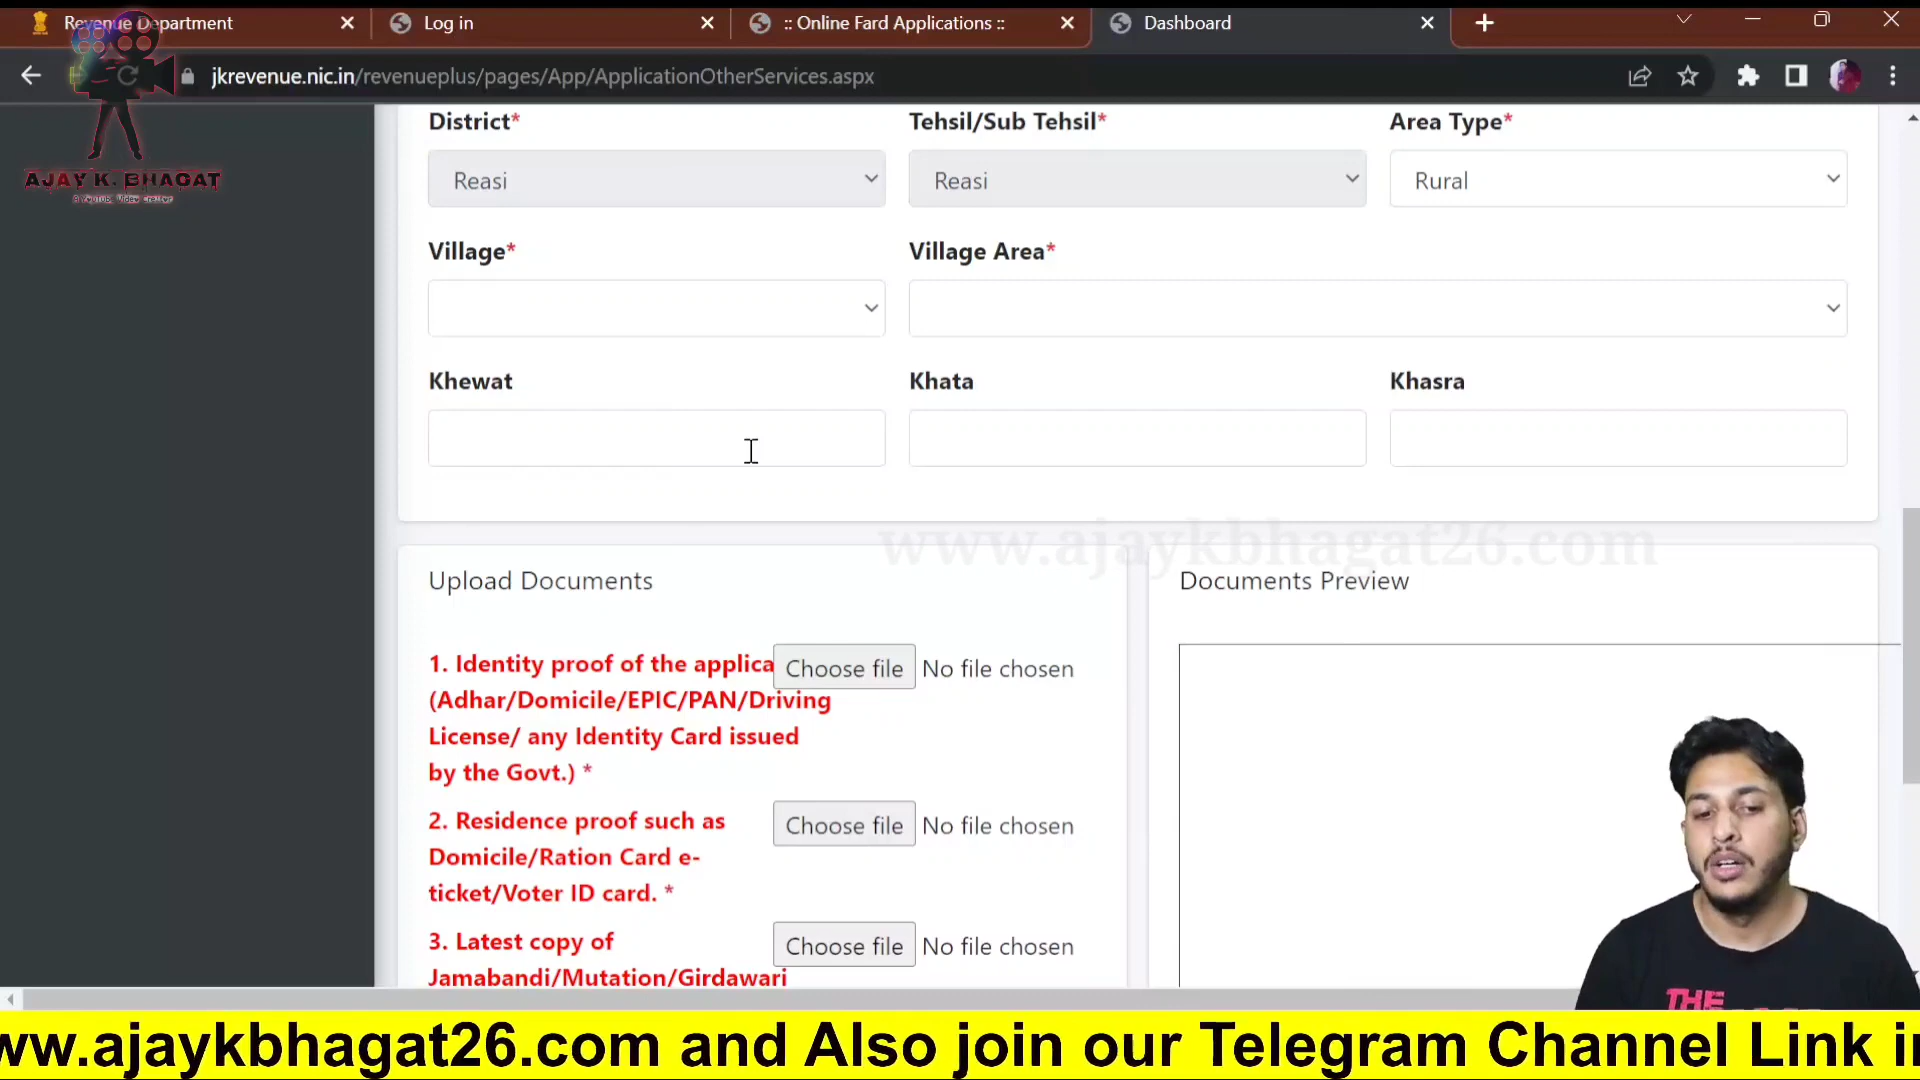 Revenue Department
Log in
:: Online Fard Applications ::
Dashboard
jkrevenue.nic.in/revenueplus/pages/App/ApplicationOtherServices.aspx
AJAY K. BHAGAT
District* Tehsil/Sub Tehsil* Area Type*
Reasi Reasi Rural
Village* Village Area*
Khewat Khata Khasra
www.ajaykbhagat26.com
Upload Documents
Documents Preview
1. Identity proof of the applica
(Adhar/Domicile/EPIC/PAN/Driving
License/ any Identity Card issued
by the Govt.) *
Choose file No file chosen
2. Residence proof such as
Domicile/Ration Card e-
ticket/Voter ID card. *
Choose file No file chosen
3. Latest copy of
Jamabandi/Mutation/Girdawari
Choose file No file chosen
THE
ww.ajaykbhagat26.com and Also join our Telegram Channel Link i